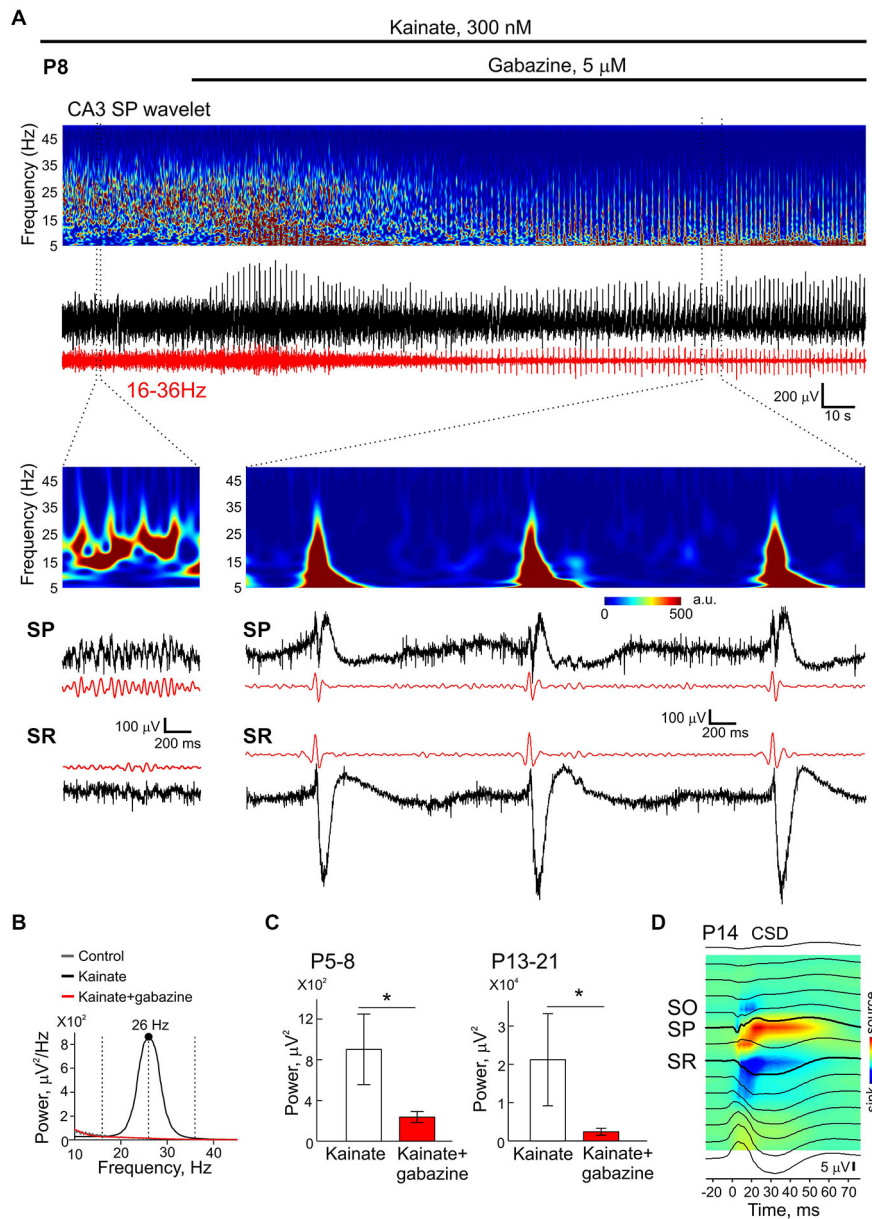 A
Kainate, 300 nM
P8
Gabazine, 5 μM
CA3 SP wavelet
Frequency (Hz)
45
35
25
15
5
16-36Hz
200 μV
10 s
Frequency (Hz)
45
35
25
15
5
45
35
25
15
5
0
500
a.u.
SP
SP
100 μV
200 ms
SR
SR
100 μV
200 ms
B
Control
Kainate
Kainate+gabazine
X10²
26 Hz
Power, μV²/Hz
8
6
4
2
0
10
20
30
40
Frequency, Hz
C
P5-8
X10²
Power, μV²
12
8
4
0
*
Kainate
Kainate+
gabazine
P13-21
X10⁴
Power, μV²
4
3
2
1
0
*
Kainate
Kainate+
gabazine
D
P14 CSD
SO
SP
SR
source
sink
5 μV
-20 0 10 20 30 40 50 60 70
Time, ms